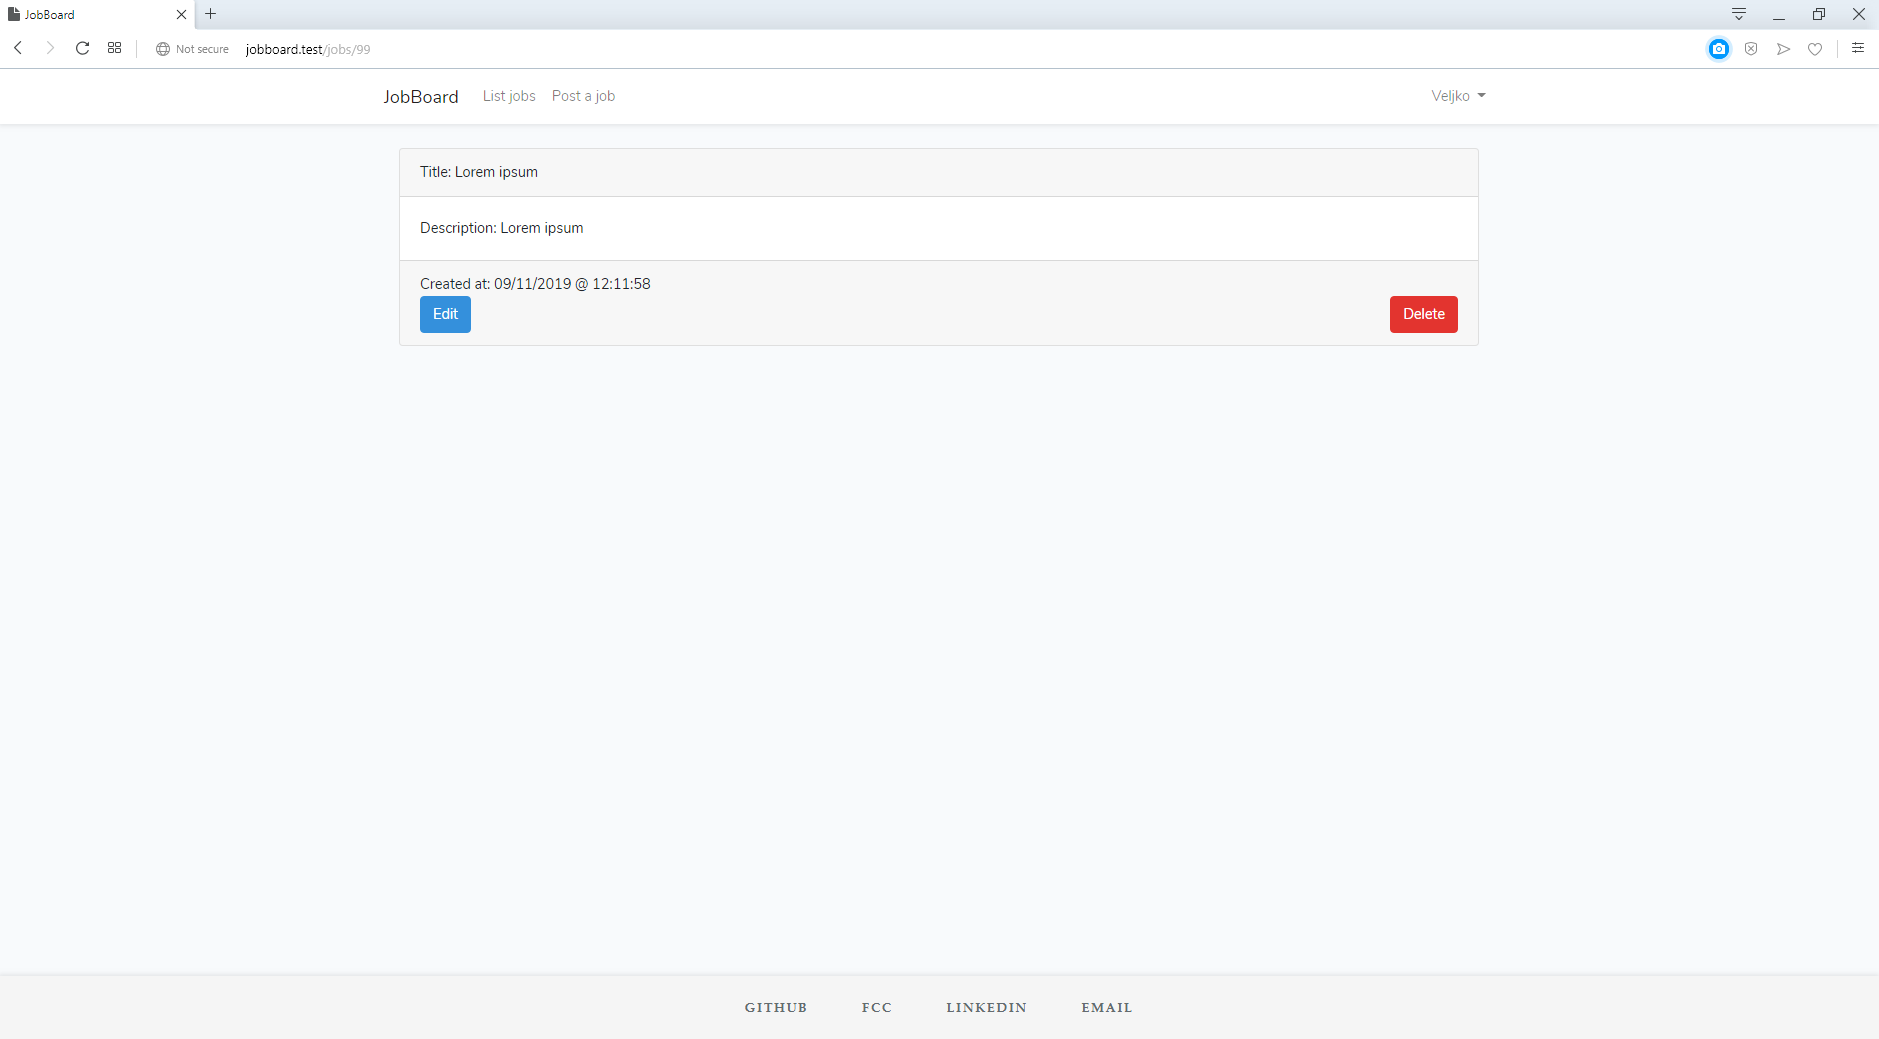 JobBoard
Not secure jobboard.test/jobs/99
JobBoard List jobs Post a job Veljko
Title: Lorem ipsum
Description: Lorem ipsum
Created at: 09/11/2019 @ 12:11:58
Edit Delete
GITHUB FCC LINKEDIN EMAIL